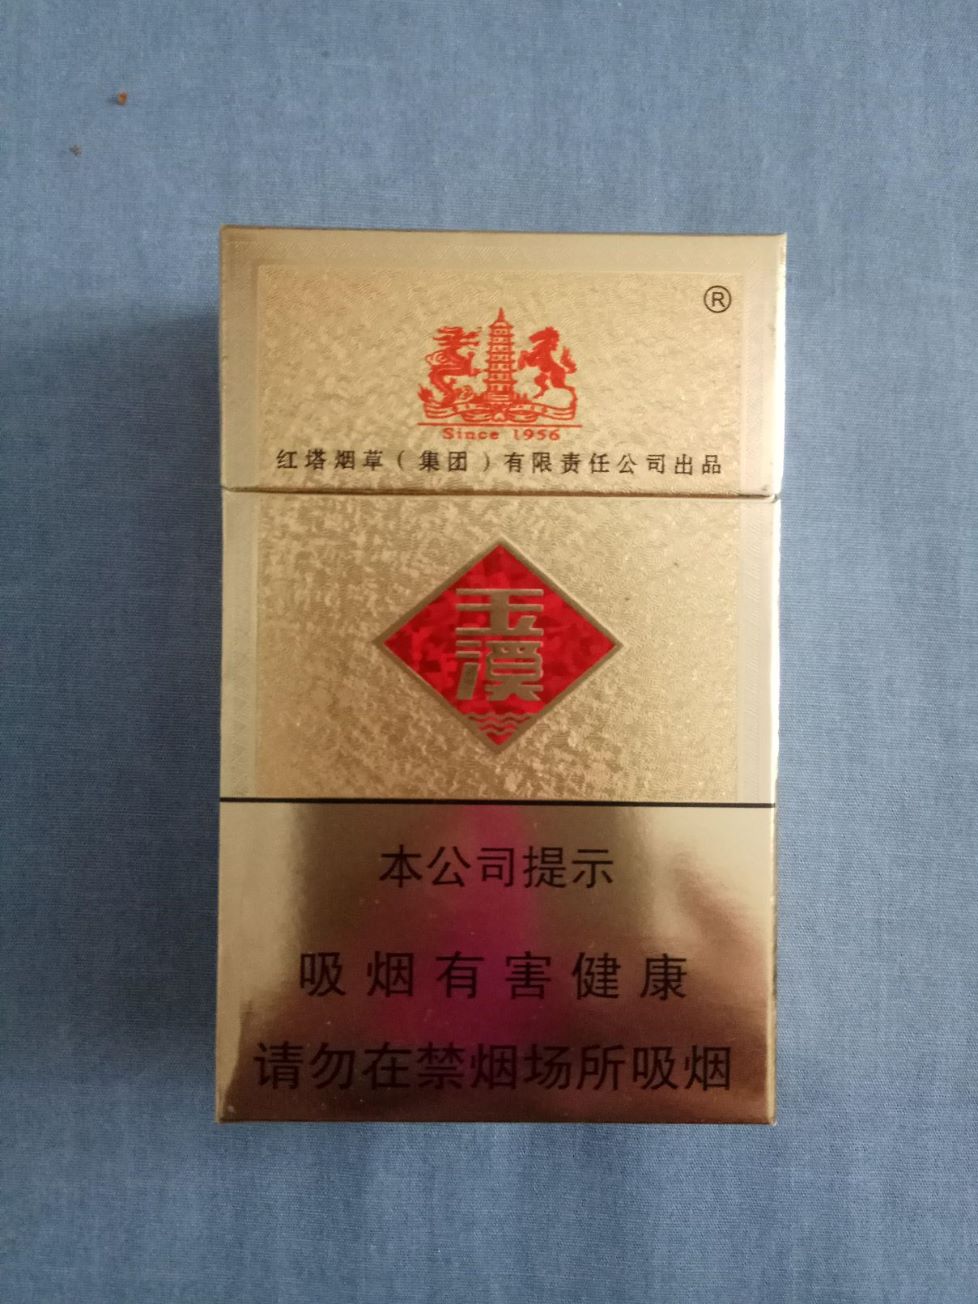 ®
Since 1956
红塔烟草（集团）有限责任公司出品
玉
溪
本公司提示
吸烟有害健康
请勿在禁烟场所吸烟